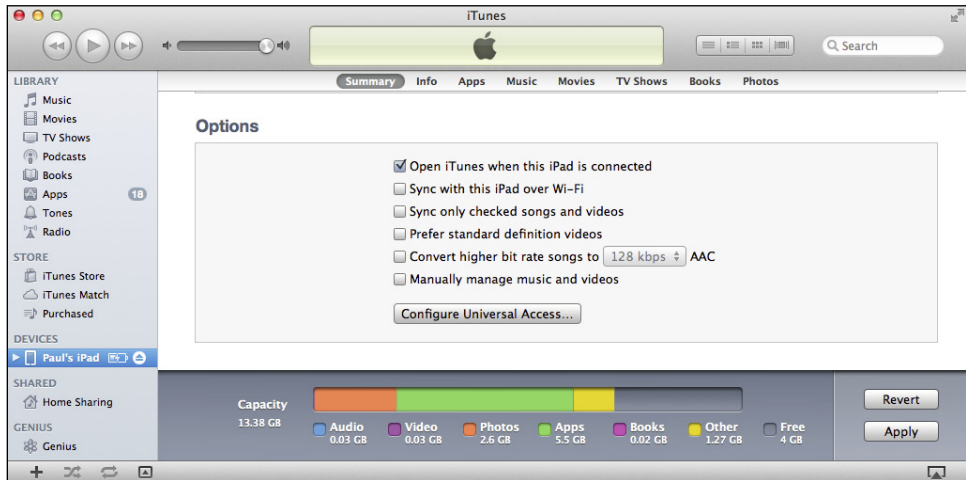 iTunes
Search
LIBRARY
Music
Movies
TV Shows
Podcasts
Books
Apps 18
Tones
Radio
STORE
iTunes Store
iTunes Match
Purchased
DEVICES
Paul's iPad
SHARED
Home Sharing
GENIUS
Genius
Summary Info Apps Music Movies TV Shows Books Photos
Options
Open iTunes when this iPad is connected
Sync with this iPad over Wi-Fi
Sync only checked songs and videos
Prefer standard definition videos
Convert higher bit rate songs to 128 kbps AAC
Manually manage music and videos
Configure Universal Access...
Capacity
13.38 GB
Audio
0.03 GB
Video
0.03 GB
Photos
2.6 GB
Apps
5.5 GB
Books
0.02 GB
Other
1.27 GB
Free
4 GB
Revert
Apply